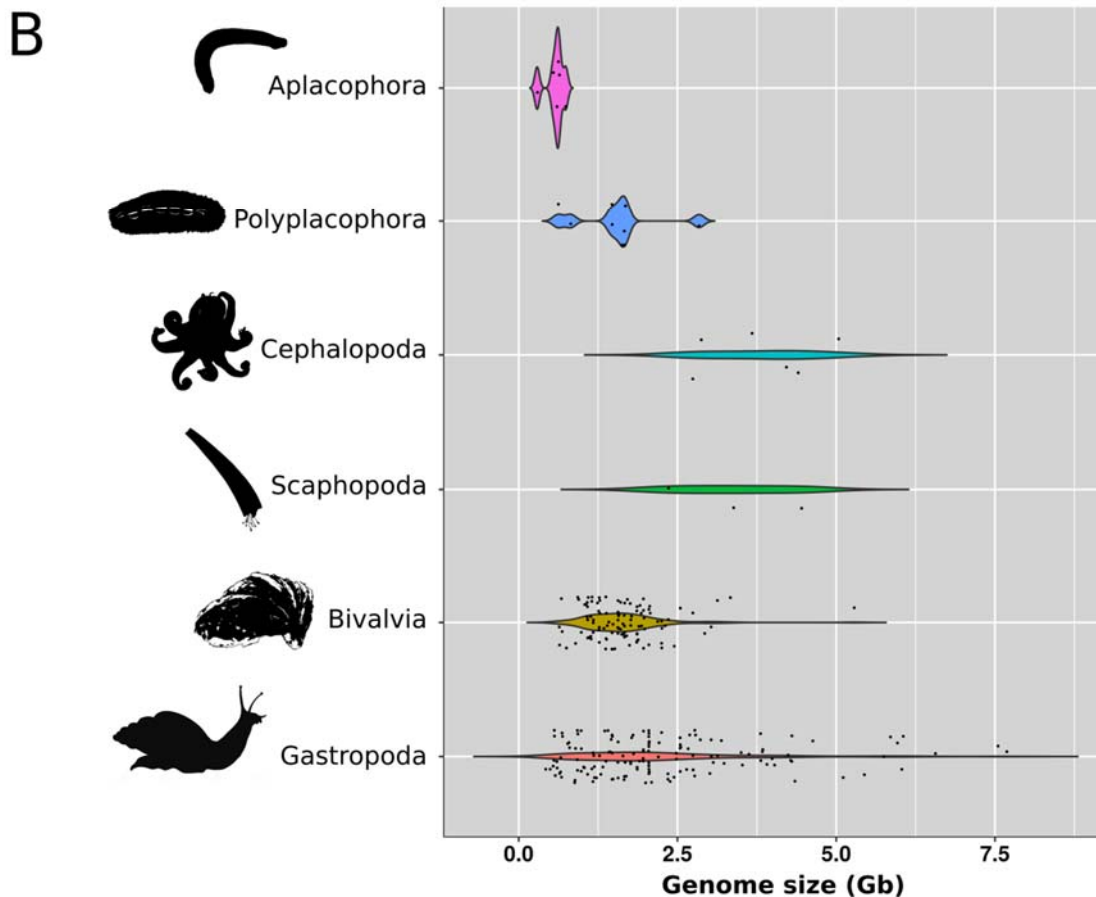 B
Aplacophora
Polyplacophora
Cephalopoda
Scaphopoda
Bivalvia
Gastropoda
0.0 2.5 5.0 7.5
Genome size (Gb)